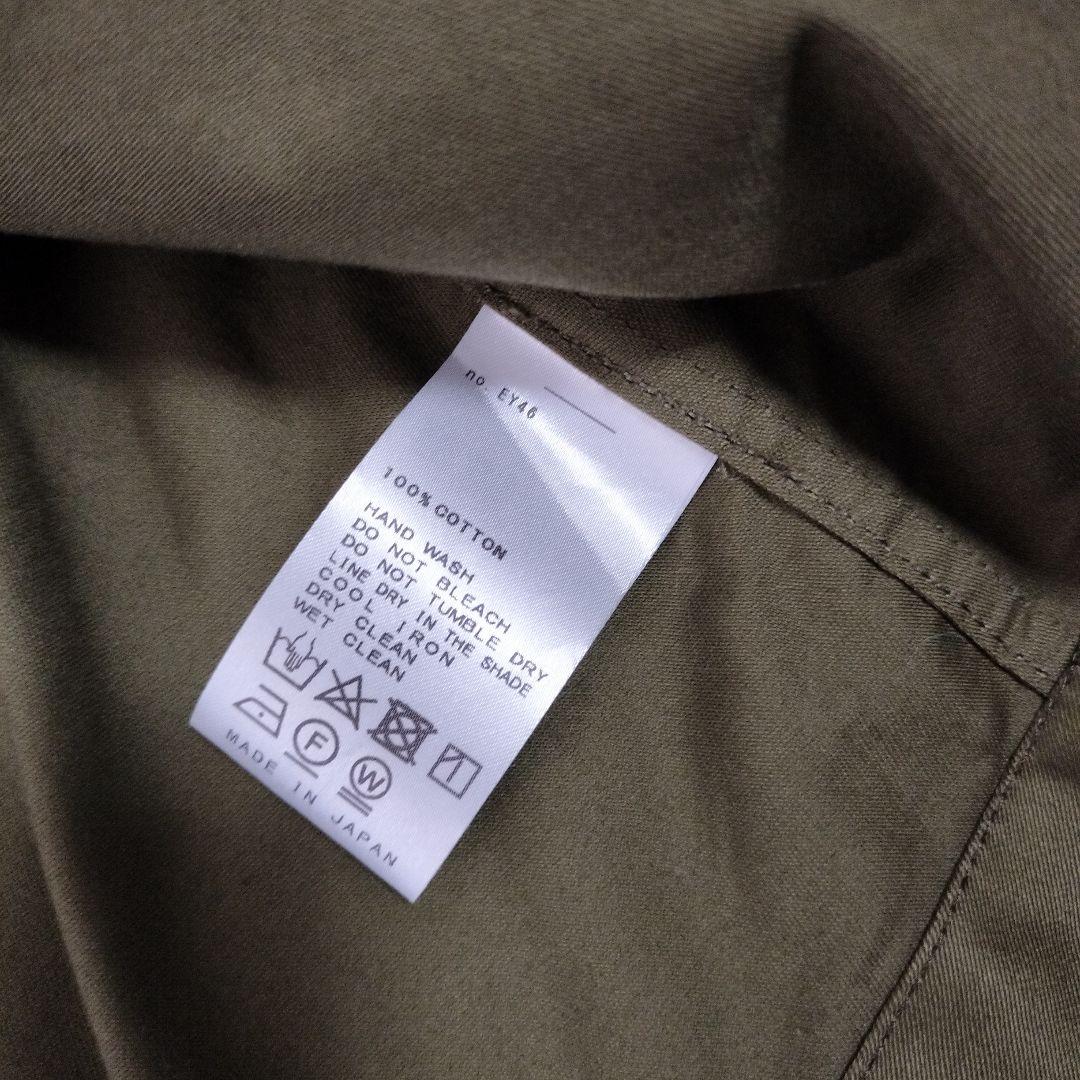 no. EY46
100% COTTON
HAND WASH
DO NOT BLEACH
DO NOT TUMBLE DRY
LINE DRY IN THE SHADE
COOL IRON
DRY CLEAN
WET CLEAN
F
W
MADE IN JAPAN